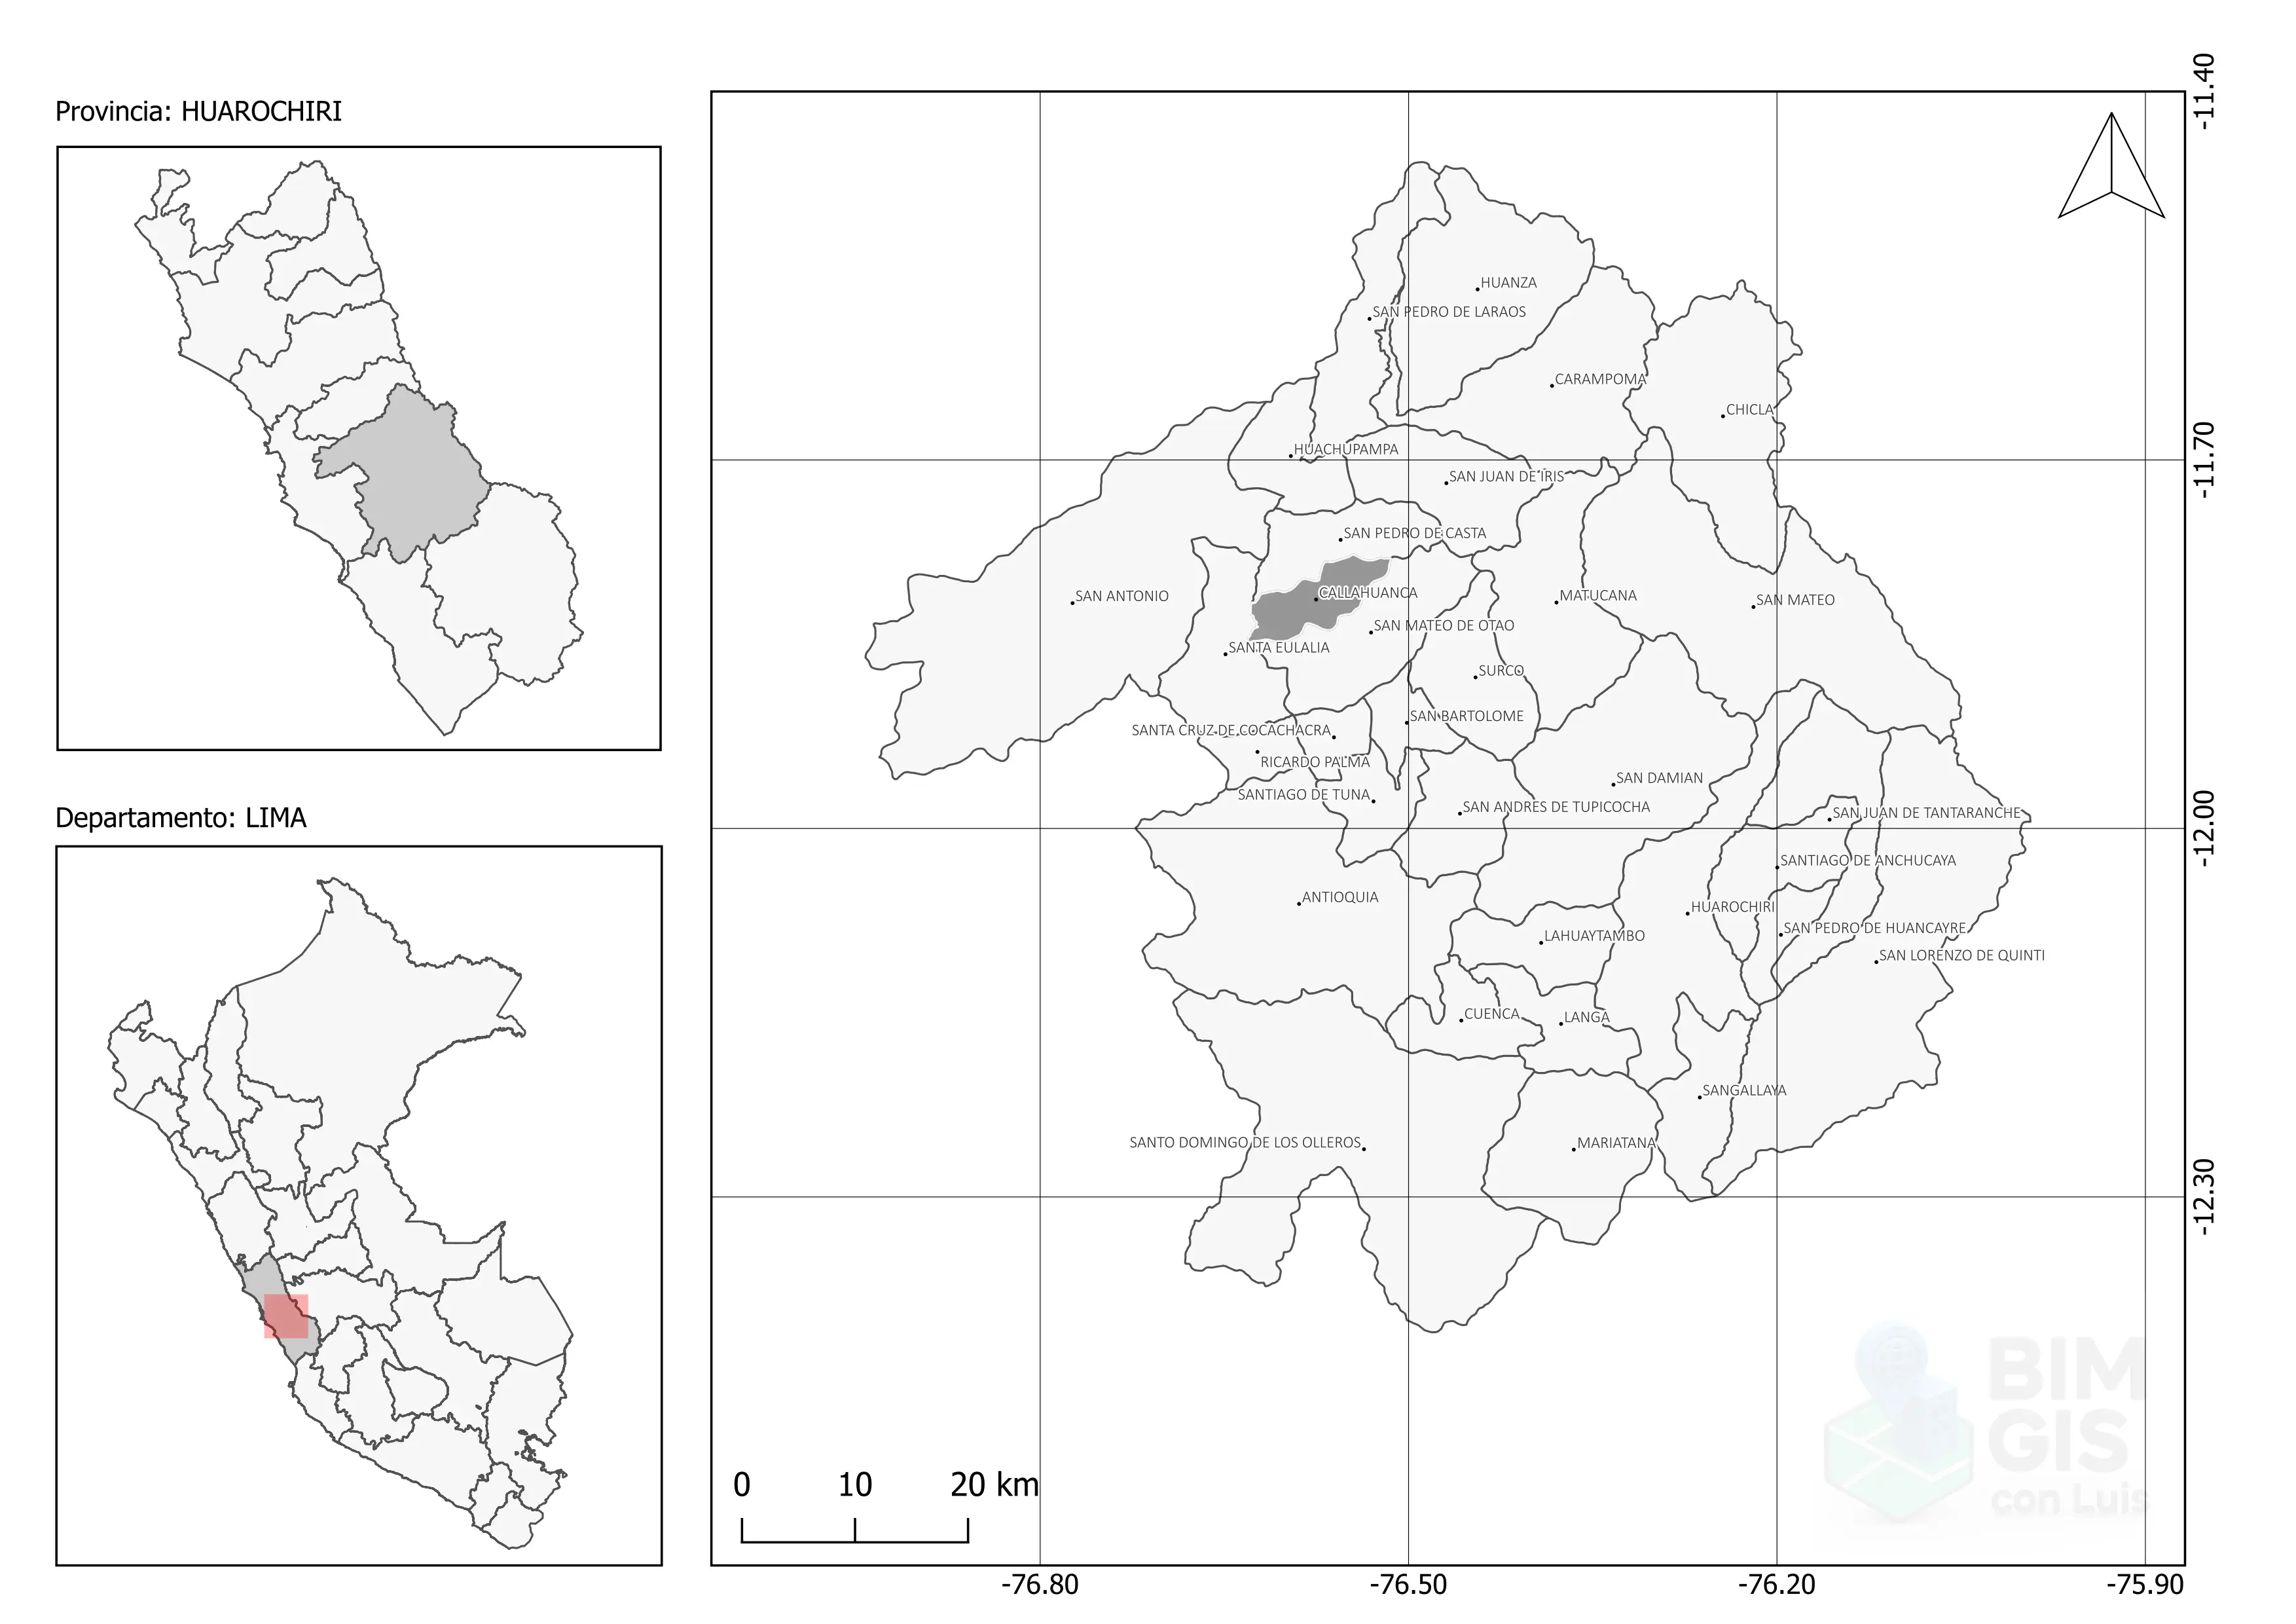 Provincia: HUAROCHIRI
Departamento: LIMA
-11.40
-11.70
-12.00
-12.30
HUANZA
SAN PEDRO DE LARAOS
CARAMPOMA
CHICLA
HUACHUPAMPA
SAN JUAN DE IRIS
SAN PEDRO DE CASTA
CALLAHUANCA
SAN ANTONIO
MATUCANA
SAN MATEO
SAN MATEO DE OTAO
SANTA EULALIA
SURCO
SAN BARTOLOME
SANTA CRUZ DE COCACHACRA
RICARDO PALMA
SAN DAMIAN
SANTIAGO DE TUNA
SAN ANDRES DE TUPICOCHA
SAN JUAN DE TANTARANCHE
SANTIAGO DE ANCHUCAYA
ANTIOQUIA
HUAROCHIRI
SAN PEDRO DE HUANCAYRE
LAHUAYTAMBO
SAN LORENZO DE QUINTI
CUENCA
LANGA
SANGALLAYA
SANTO DOMINGO DE LOS OLLEROS
MARIATANA
BIM
GIS
con Luis
0 10 20 km
-76.80 -76.50 -76.20 -75.90